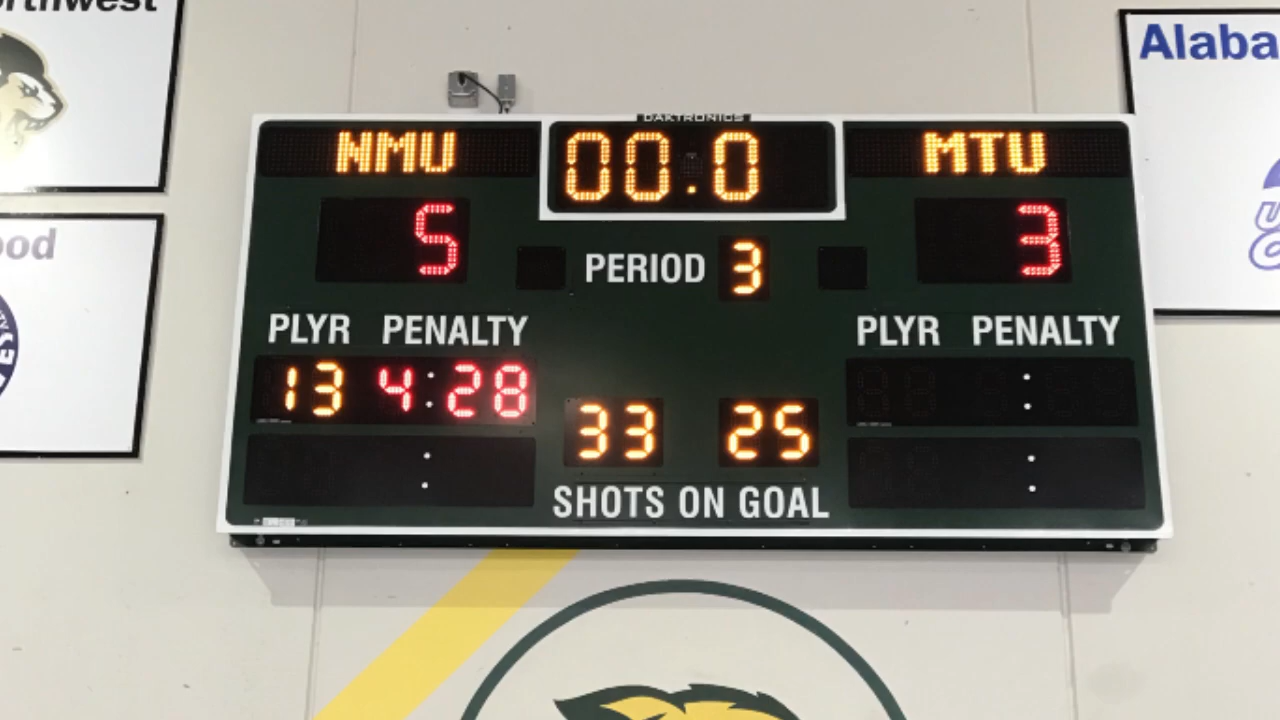 orthwest
Alaba
DAKTRONICS
NMU 00.0 MTU
5 3
PERIOD 3
ood
PLYR PENALTY PLYR PENALTY
13 4:28 :
33 25
: :
SHOTS ON GOAL